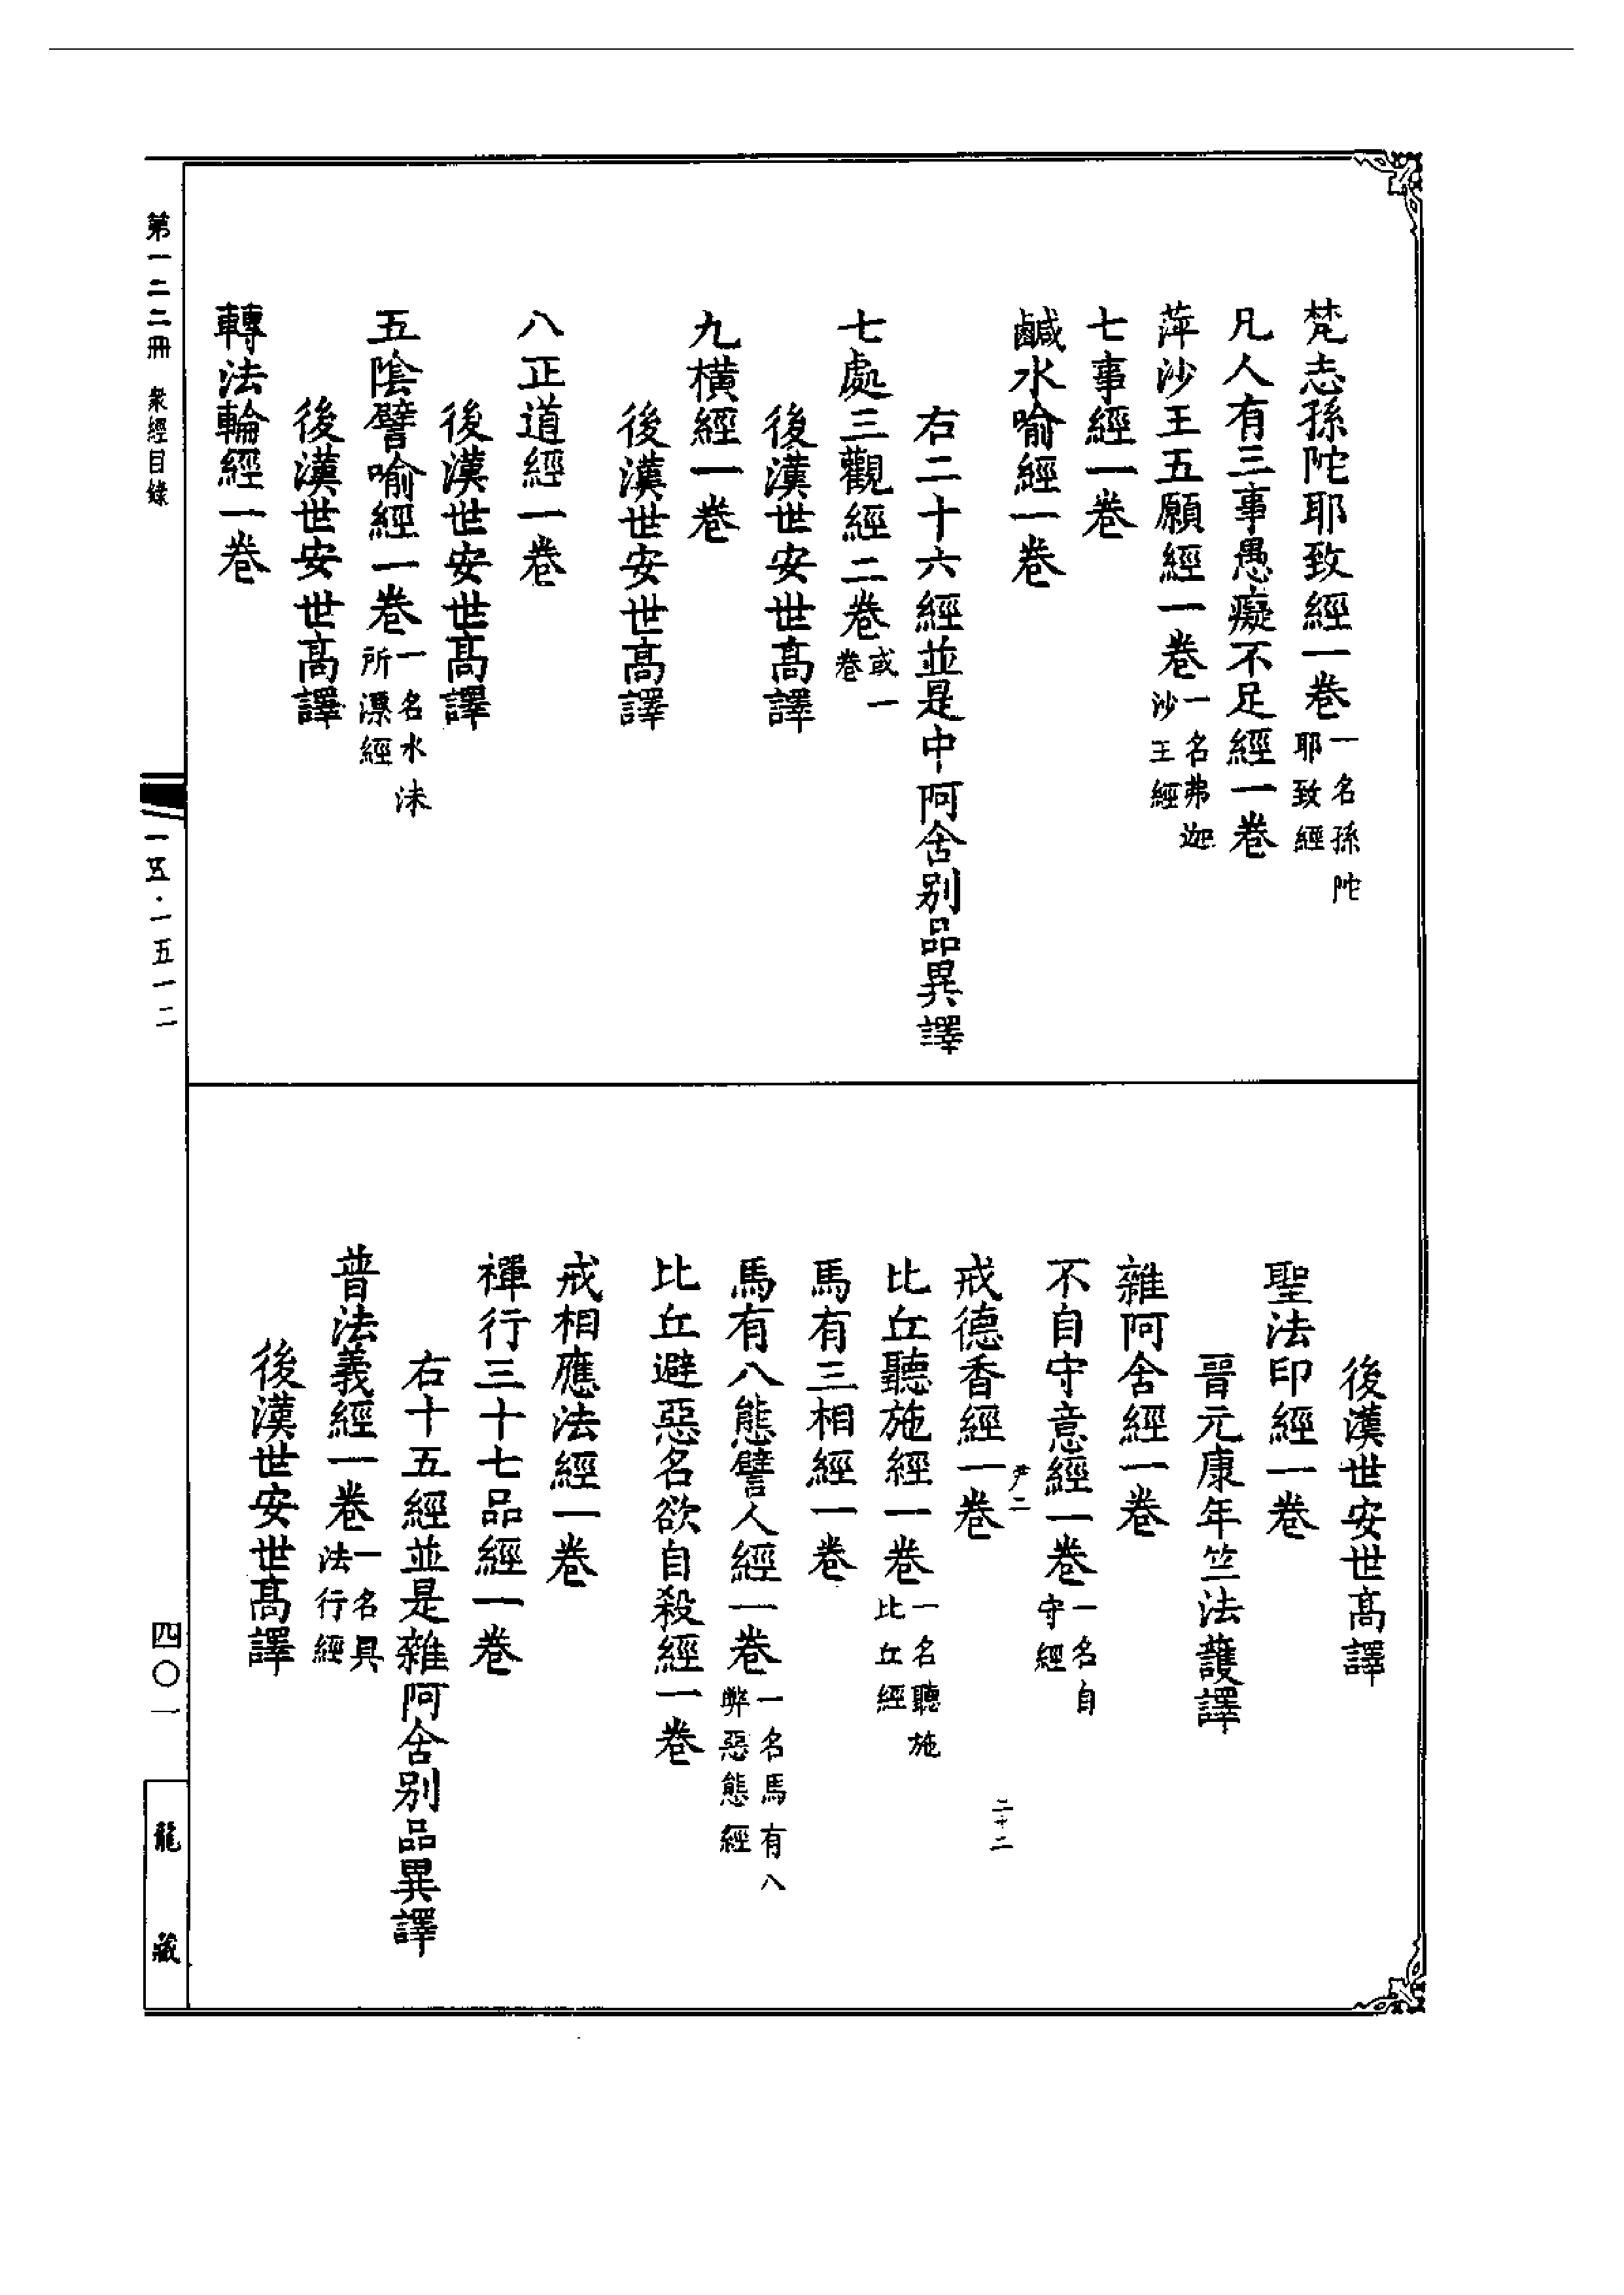 梵志孫陀耶致經一卷一名孫陀耶致經
凡人有三事愚癡不足經一卷
萍沙王五願經一卷一名弗迦沙王經
七事經一卷
鹹水喻經一卷
右二十六經並是中阿含别品異譯
七處三觀經二卷或一卷
後漢世安世髙譯
九横經一卷
後漢世安世髙譯
八正道經一卷
後漢世安世髙譯
五隂譬喻經一卷一名水沫所漂經
後漢世安世髙譯
轉法輪經一卷
後漢世安世髙譯
聖法印經一卷
晋元康年竺法護譯
雜阿含經一卷
不自守意經一卷一名自守經
尹二
二十二
戒德香經一卷
比丘聽施經一卷一名聽施比丘經
馬有三相經一卷
馬有八態譬人經一卷一名馬有八弊惡態經
比丘避惡名欲自殺經一卷
戒相應法經一卷
禪行三十七品經一卷
右十五經並是雜阿含别品異譯
普法義經一卷一名具法行經
後漢世安世髙譯
第一二二冊 衆經目錄
一五·一五一二
四〇一
龍藏